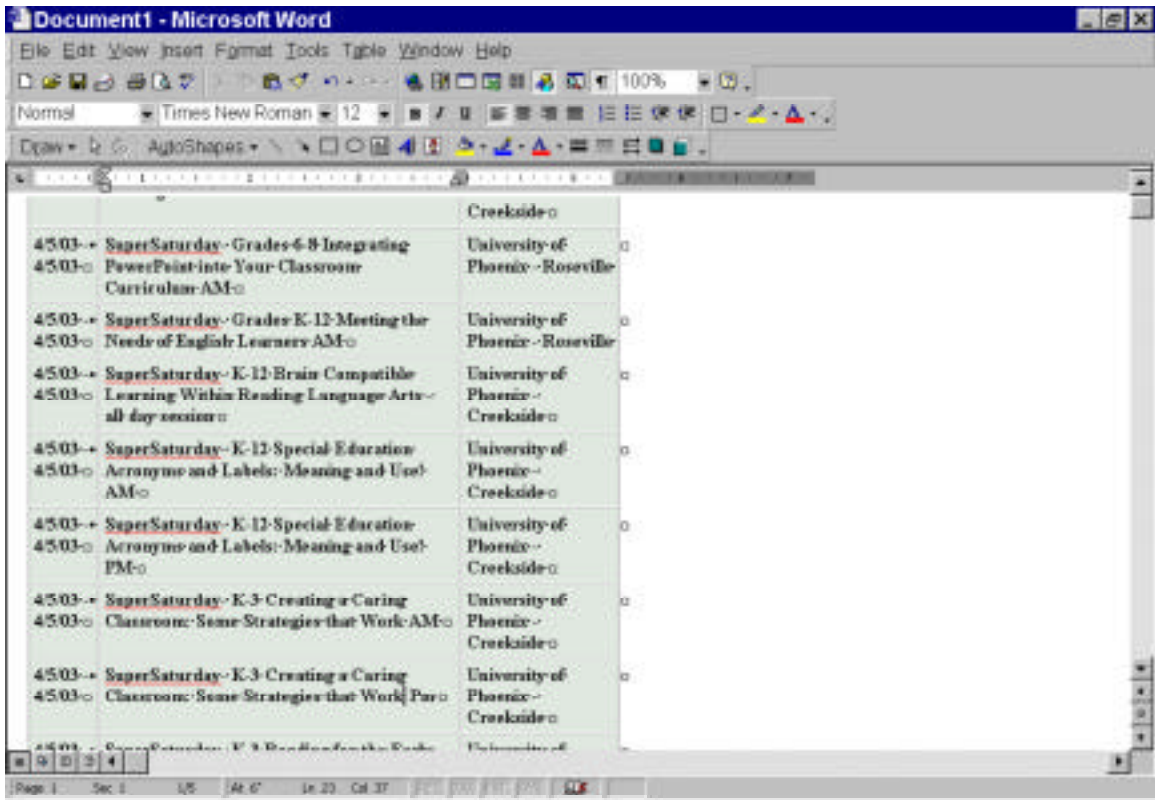 Document1 - Microsoft Word
File Edit View Insert Format Tools Table Window Help
100%
Normal Times New Roman 12 B I U
Draw AutoShapes
Creekside
4/5/03 - SuperSaturday - Grades 6-8 Integrating University of
4/5/03 PowerPoint into Your Classroom Phoenix - Roseville
Curriculum AM
4/5/03 - SuperSaturday - Grades K-12 Meeting the University of
4/5/03 Needs of English Learners AM Phoenix - Roseville
4/5/03 - SuperSaturday - K-12 Brain Compatible University of
4/5/03 Learning Within Reading Language Arts - Phoenix -
all day session Creekside
4/5/03 - SuperSaturday - K-12 Special Education University of
4/5/03 Acronyms and Labels: Meaning and Use! Phoenix -
AM Creekside
4/5/03 - SuperSaturday - K-12 Special Education University of
4/5/03 Acronyms and Labels: Meaning and Use! Phoenix -
PM Creekside
4/5/03 - SuperSaturday - K-3 Creating a Caring University of
4/5/03 Classroom: Some Strategies that Work AM Phoenix -
Creekside
4/5/03 - SuperSaturday - K-3 Creating a Caring University of
4/5/03 Classroom: Some Strategies that Work Phoenix -
Creekside
Page 1 Sec 1 1/5 At 6" Ln 23 Col 37